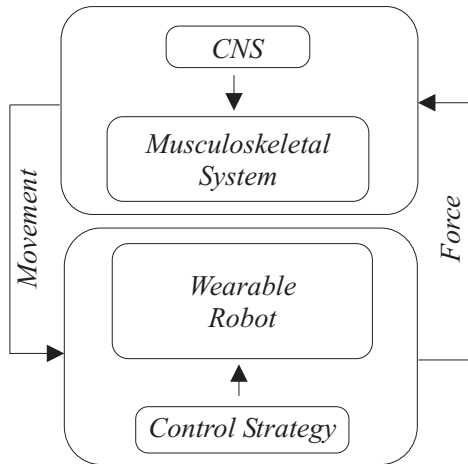 CNS
Musculoskeletal
System
Movement
Force
Wearable
Robot
Control Strategy